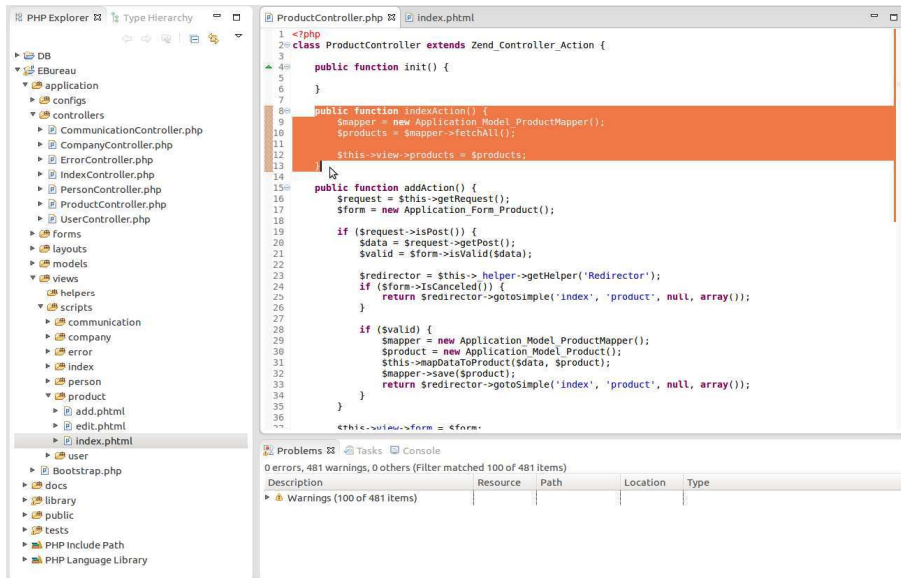 PHP Explorer
Type Hierarchy
DB
EBureau
application
configs
controllers
CommunicationController.php
CompanyController.php
ErrorController.php
IndexController.php
PersonController.php
ProductController.php
UserController.php
forms
layouts
models
views
helpers
scripts
communication
company
error
index
person
product
add.phtml
edit.phtml
index.phtml
user
Bootstrap.php
docs
library
public
tests
PHP Include Path
PHP Language Library
ProductController.php
index.phtml
1 <?php
2 class ProductController extends Zend_Controller_Action {
3
4 public function init() {
5
6 }
7
8 public function indexAction() {
9 $mapper = new Application_Model_ProductMapper();
10 $products = $mapper->fetchAll();
11
12 $this->view->products = $products;
13 }
14
15 public function addAction() {
16 $request = $this->getRequest();
17 $form = new Application_Form_Product();
18
19 if ($request->isPost()) {
20 $data = $request->getPost();
21 $valid = $form->isValid($data);
22
23 $redirector = $this->_helper->getHelper('Redirector');
24 if ($form->IsCanceled()) {
25 return $redirector->gotoSimple('index', 'product', null, array());
26 }
27
28 if ($valid) {
29 $mapper = new Application_Model_ProductMapper();
30 $product = new Application_Model_Product();
31 $this->mapDataToProduct($data, $product);
32 $mapper->save($product);
33 return $redirector->gotoSimple('index', 'product', null, array());
34 }
35 }
36
37 $this->view->form = $form;
Problems
Tasks
Console
0 errors, 481 warnings, 0 others (Filter matched 100 of 481 items)
Description Resource Path Location Type
Warnings (100 of 481 items)